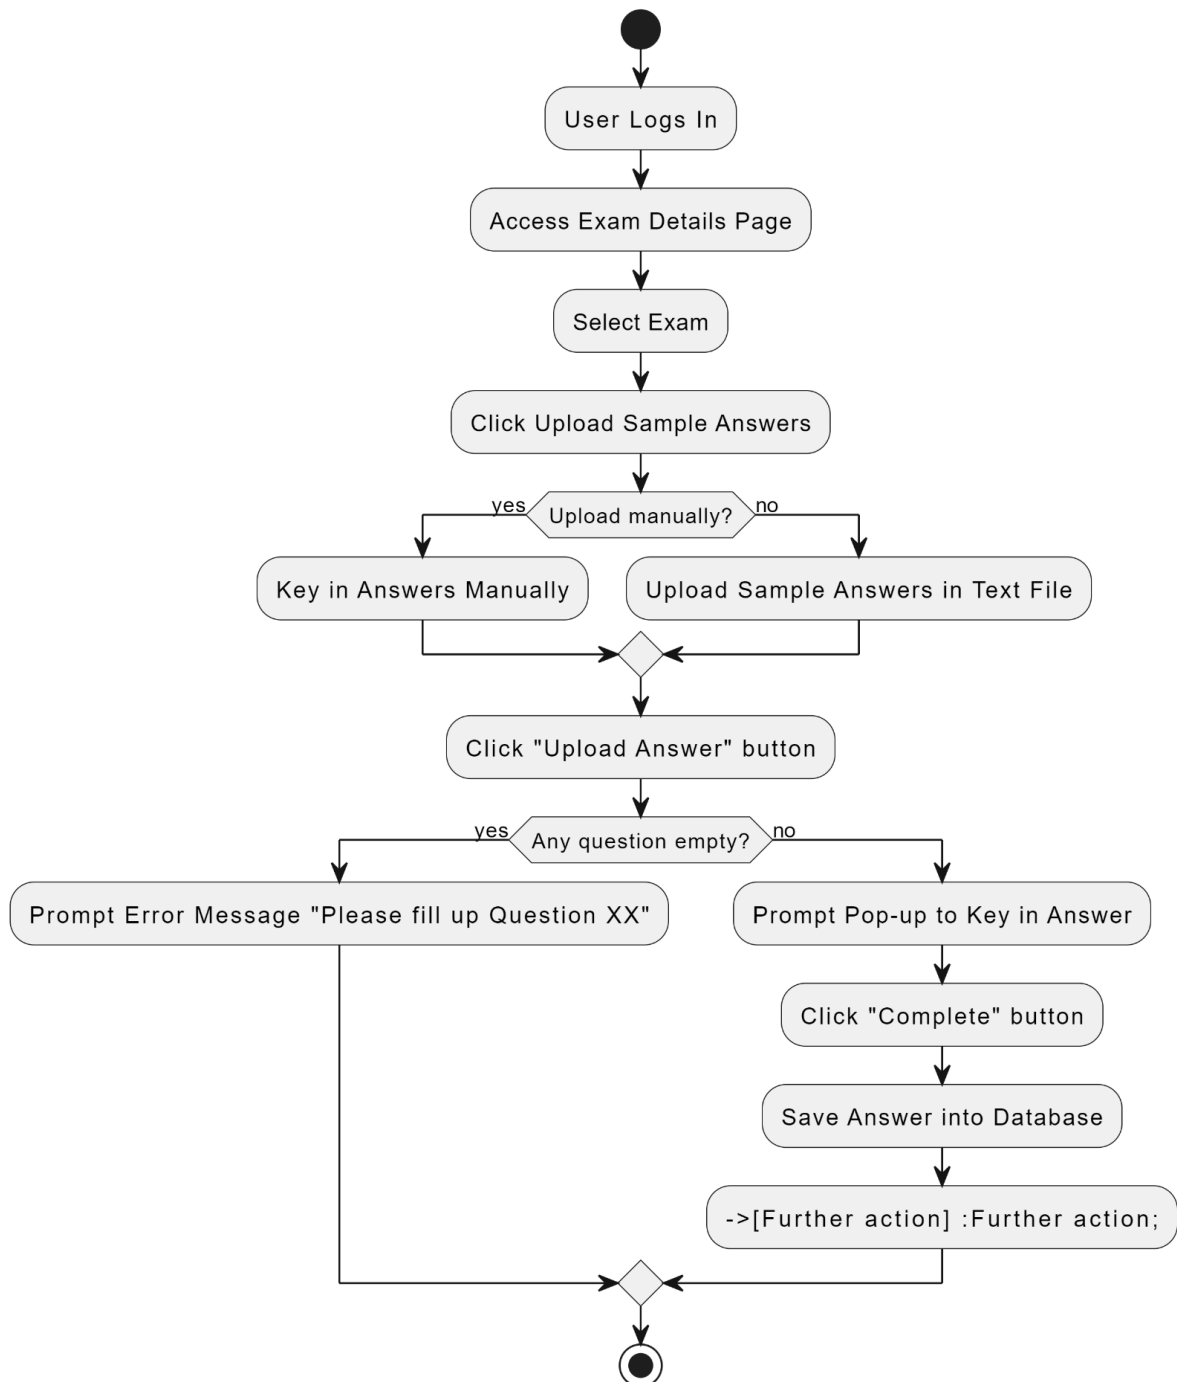 User Logs In
Access Exam Details Page
Select Exam
Click Upload Sample Answers
yes
Upload manually?
no
Key in Answers Manually
Upload Sample Answers in Text File
Click "Upload Answer" button
yes
Any question empty?
no
Prompt Error Message "Please fill up Question XX"
Prompt Pop-up to Key in Answer
Click "Complete" button
Save Answer into Database
->[Further action] :Further action;